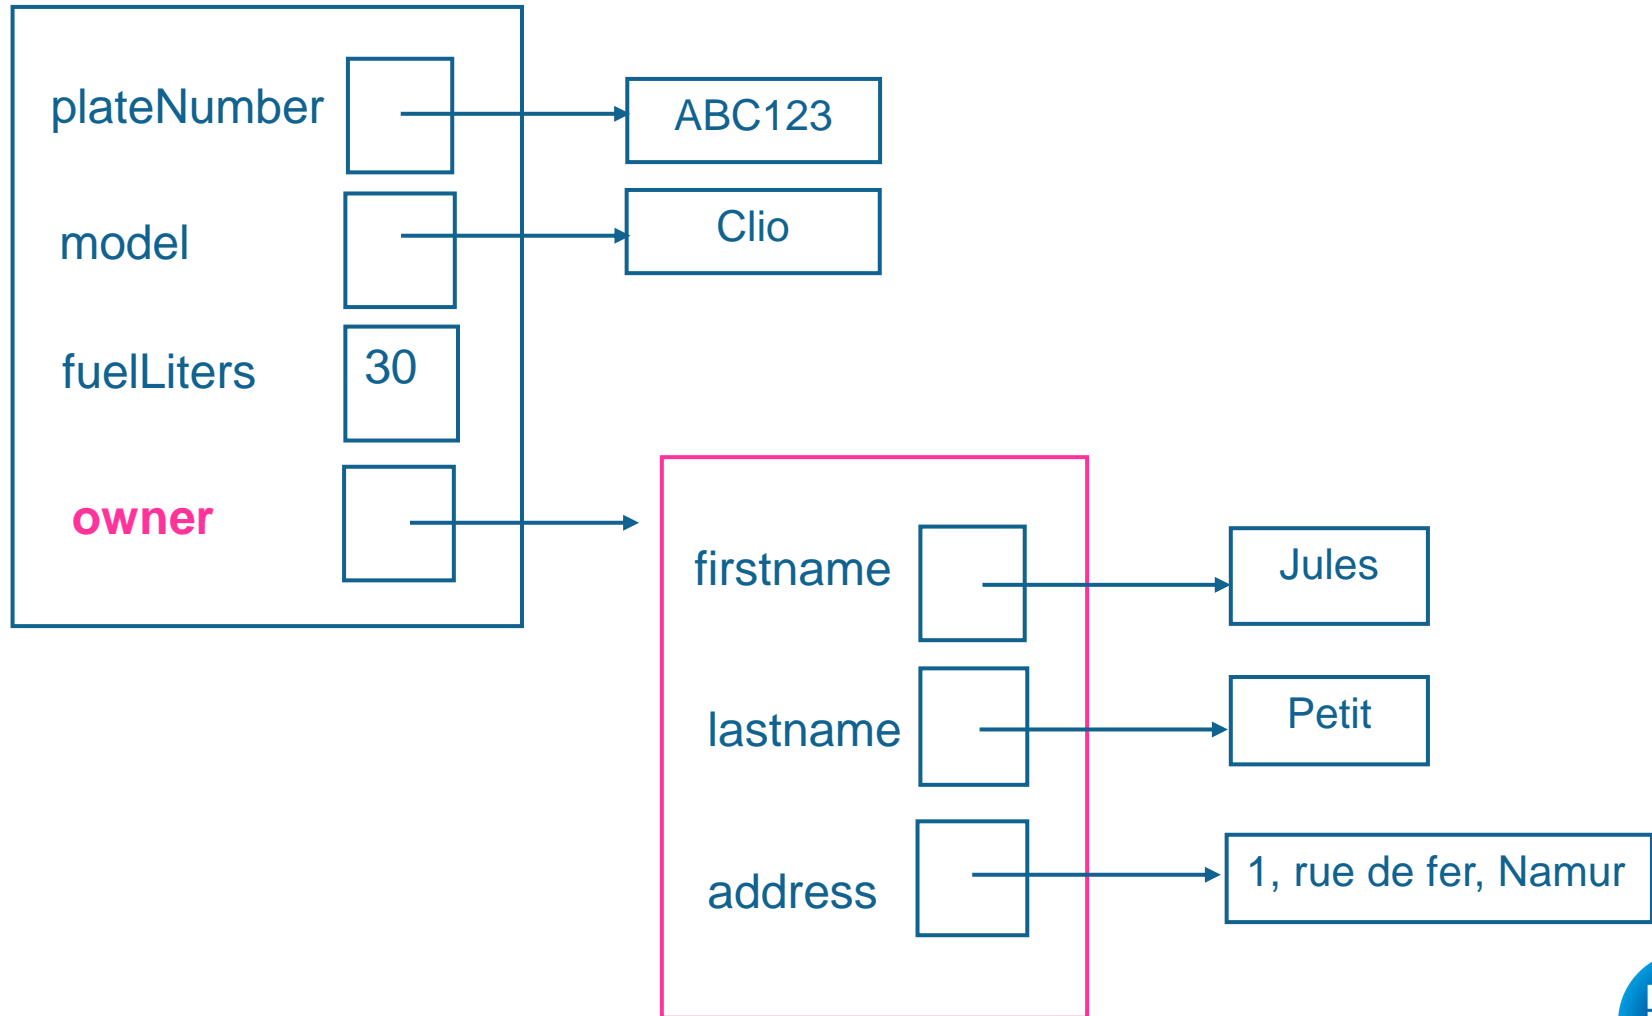 plateNumber
ABC123
model
Clio
fuelLiters
30
owner
firstname
Jules
lastname
Petit
address
1, rue de fer, Namur